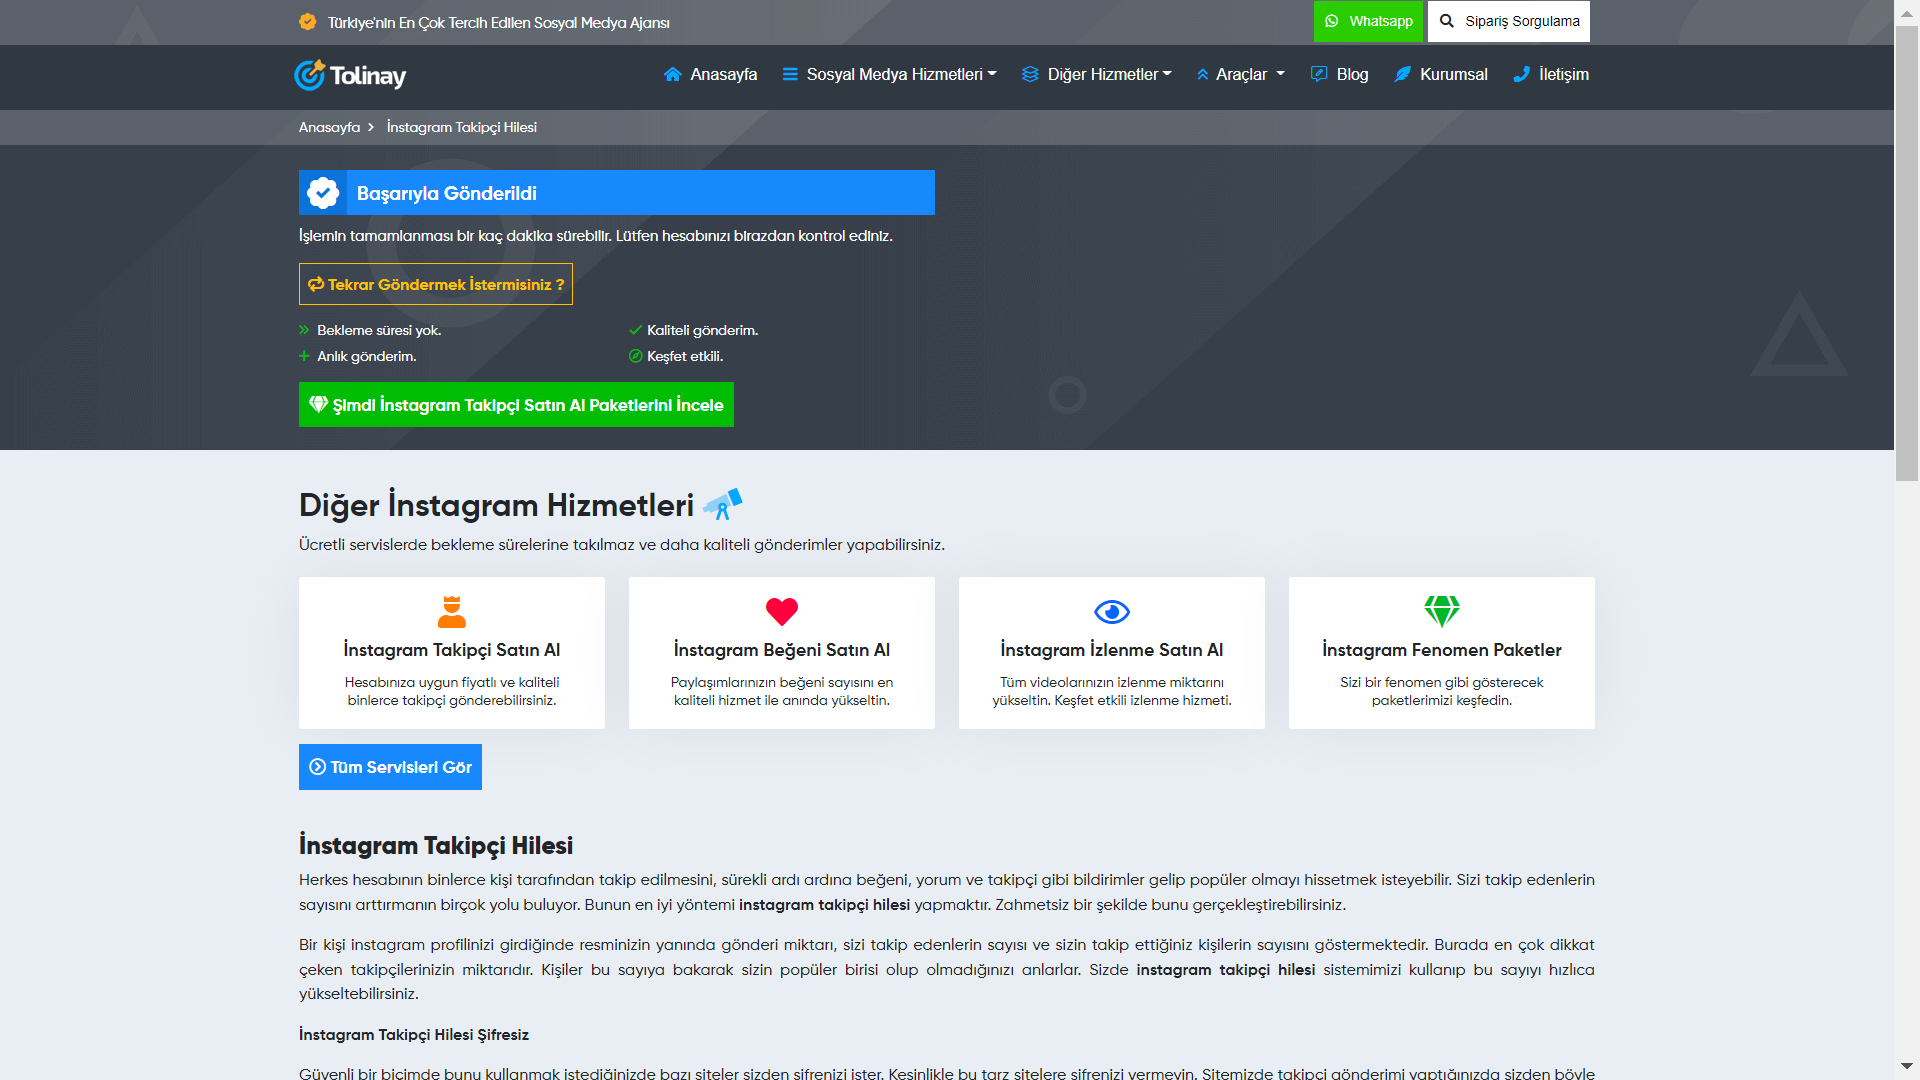 Türkiye'nin En Çok Tercih Edilen Sosyal Medya Ajansı
Whatsapp
Sipariş Sorgulama
Tolinay
Anasayfa
Sosyal Medya Hizmetleri
Diğer Hizmetler
Araçlar
Blog
Kurumsal
İletişim
Anasayfa
İnstagram Takipçi Hilesi
Başarıyla Gönderildi
İşlemin tamamlanması bir kaç dakika sürebilir. Lütfen hesabınızı birazdan kontrol ediniz.
Tekrar Göndermek İstermisiniz ?
Bekleme süresi yok.
Kaliteli gönderim.
Anlık gönderim.
Keşfet etkili.
Şimdi İnstagram Takipçi Satın Al Paketlerini İncele
Diğer İnstagram Hizmetleri
Ücretli servislerde bekleme sürelerine takılmaz ve daha kaliteli gönderimler yapabilirsiniz.
İnstagram Takipçi Satın Al
Hesabınıza uygun fiyatlı ve kaliteli
binlerce takipçi gönderebilirsiniz.
İnstagram Beğeni Satın Al
Paylaşımlarınızın beğeni sayısını en
kaliteli hizmet ile anında yükseltin.
İnstagram İzlenme Satın Al
Tüm videolarınızın izlenme miktarını
yükseltin. Keşfet etkili izlenme hizmeti.
İnstagram Fenomen Paketler
Sizi bir fenomen gibi gösterecek
paketlerimizi keşfedin.
Tüm Servisleri Gör
İnstagram Takipçi Hilesi
Herkes hesabının binlerce kişi tarafından takip edilmesini, sürekli ardı ardına beğeni, yorum ve takipçi gibi bildirimler gelip popüler olmayı hissetmek isteyebilir. Sizi takip edenlerin
sayısını arttırmanın birçok yolu buluyor. Bunun en iyi yöntemi instagram takipçi hilesi yapmaktır. Zahmetsiz bir şekilde bunu gerçekleştirebilirsiniz.
Bir kişi instagram profilinizi girdiğinde resminizin yanında gönderi miktarı, sizi takip edenlerin sayısı ve sizin takip ettiğiniz kişilerin sayısını göstermektedir. Burada en çok dikkat
çeken takipçilerinizin miktarıdır. Kişiler bu sayıya bakarak sizin popüler birisi olup olmadığınızı anlarlar. Sizde instagram takipçi hilesi sistemimizi kullanıp bu sayıyı hızlıca
yükseltebilirsiniz.
İnstagram Takipçi Hilesi Şifresiz
Güvenli bir biçimde bunu kullanmak istediğinizde bazı siteler sizden şifrenizi ister. Kesinlikle bu tarz sitelere şifrenizi vermeyin. Sitemizde takipçi gönderimi yaptığınızda sizden böyle